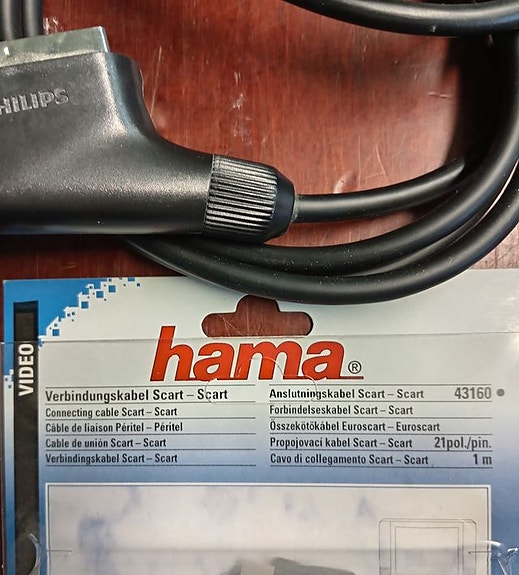 PHILIPS
VIDEO
hama®
Verbindungskabel Scart – Scart
Connecting cable Scart – Scart
Câble de liaison Péritel – Péritel
Cable de unión Scart – Scart
Verbindingskabel Scart – Scart
Anslutningskabel Scart – Scart 43160
Forbindelseskabel Scart – Scart
Összekötőkábel Euroscart – Euroscart
Propojovací kabel Scart – Scart 21pol./pin.
Cavo di collegamento Scart – Scart 1 m